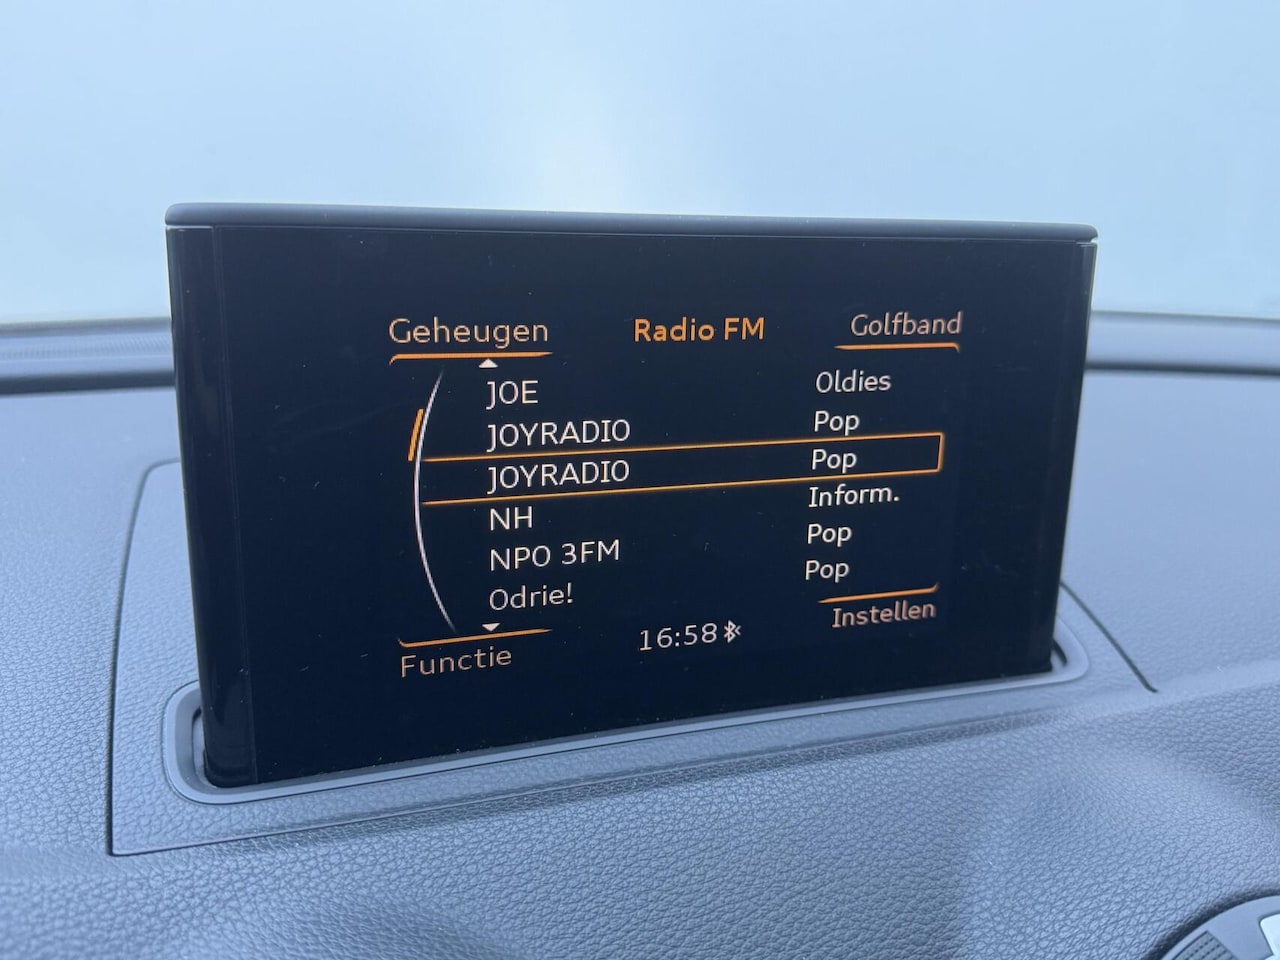 Geheugen Radio FM Golfband
JOE Oldies
JOYRADIO Pop
JOYRADIO Pop
NH Inform.
NPO 3FM Pop
Odrie! Pop
Functie 16:58 Instellen